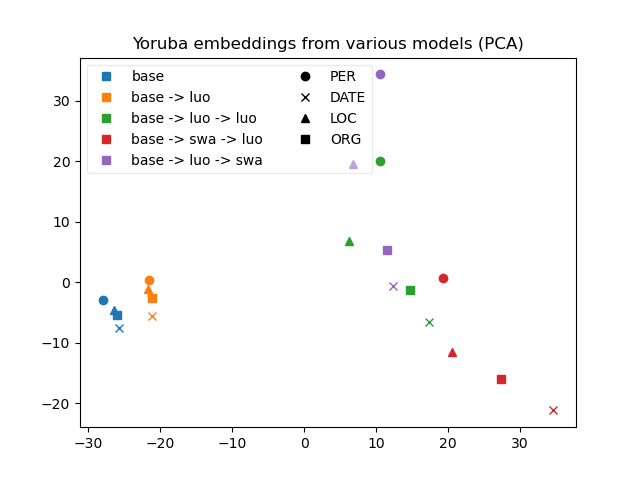 Yoruba embeddings from various models (PCA)
base
base -> luo
base -> luo -> luo
base -> swa -> luo
base -> luo -> swa
PER
DATE
LOC
ORG
30
20
10
0
−10
−20
−30
−20
−10
0
10
20
30